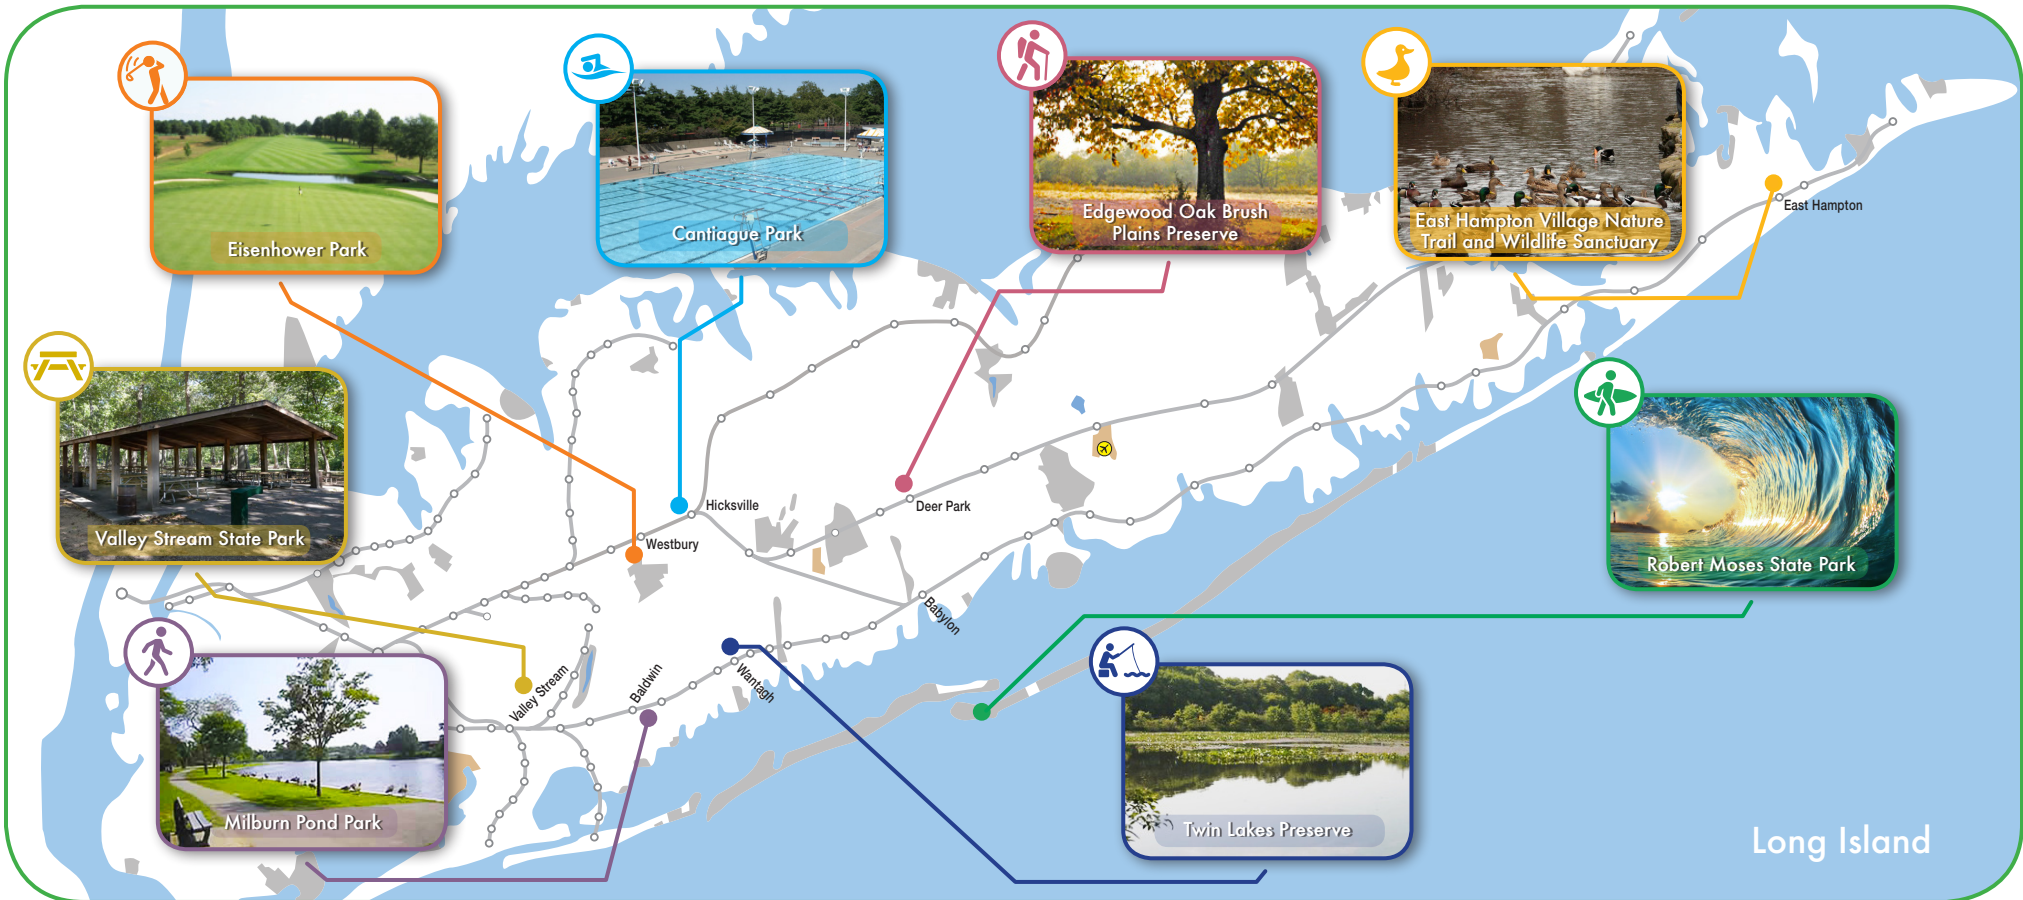 Eisenhower Park
Cantiague Park
Edgewood Oak Brush
Plains Preserve
East Hampton Village Nature
Trail and Wildlife Sanctuary
East Hampton
Valley Stream State Park
Robert Moses State Park
Hicksville
Deer Park
Westbury
Babylon
Valley Stream
Baldwin
Wantagh
Milburn Pond Park
Twin Lakes Preserve
Long Island